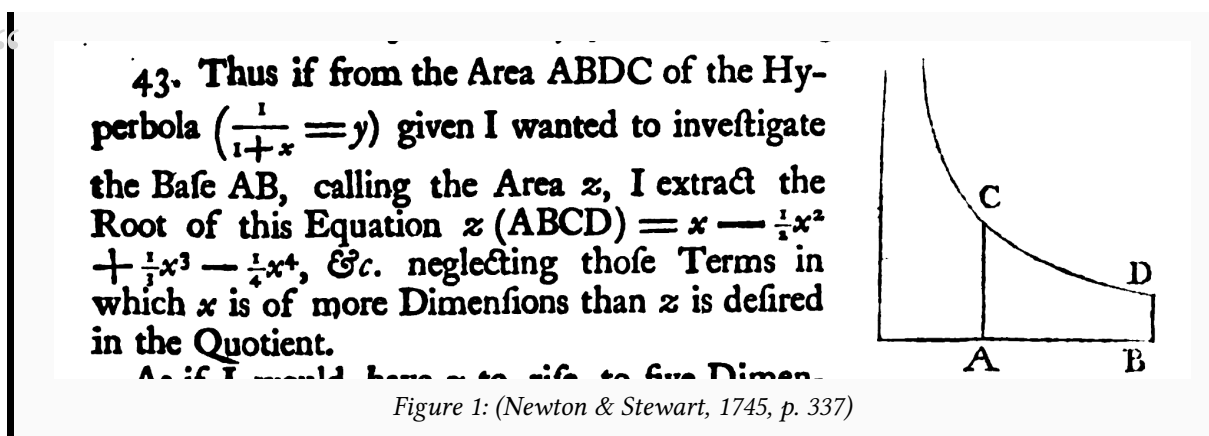 “
43. Thus if from the Area ABDC of the Hy-
perbola (1/1+x = y) given I wanted to inveſtigate
the Baſe AB, calling the Area z, I extract the
Root of this Equation z (ABCD) = x — ½x²
+ ⅓x³ — ¼x⁴, &c. neglecting thoſe Terms in
which x is of more Dimenſions than z is deſired
in the Quotient.
C
D
A
B
Figure 1: (Newton & Stewart, 1745, p. 337)